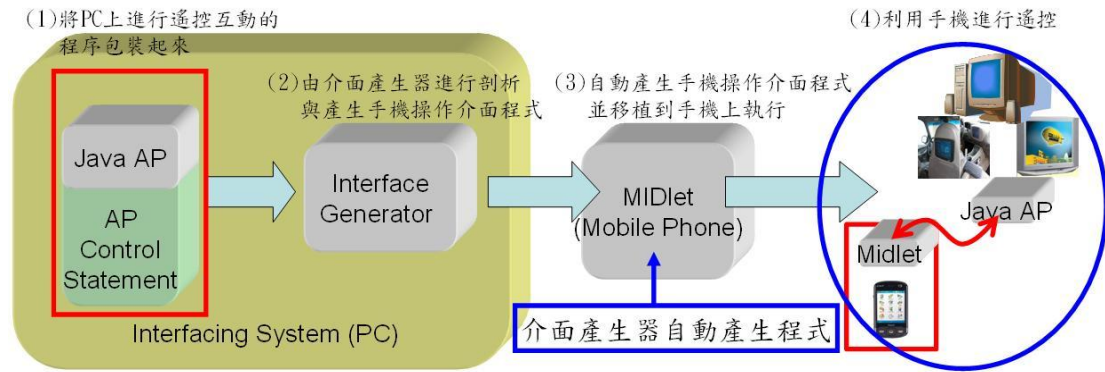 (1)將PC上進行遙控互動的
程序包裝起來
(2)由介面產生器進行剖析
與產生手機操作介面程式
(3)自動產生手機操作介面程式
並移植到手機上執行
(4)利用手機進行遙控
Java AP
AP
Control
Statement
Interface
Generator
Interfacing System (PC)
MIDlet
(Mobile Phone)
介面產生器自動產生程式
Java AP
Midlet